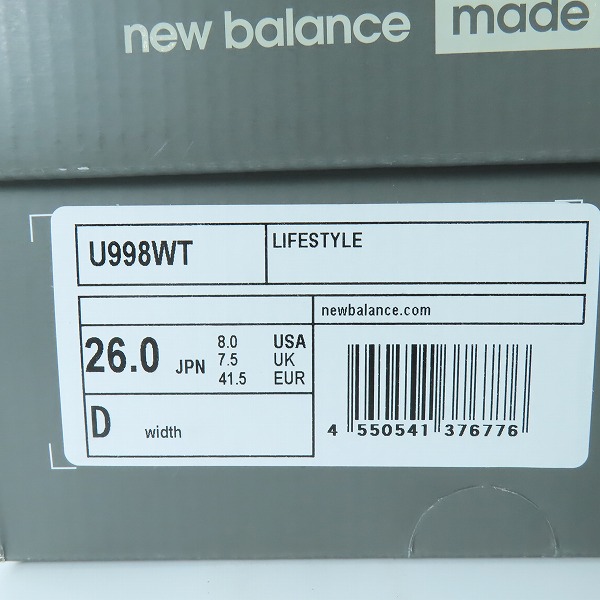 new balance made
U998WT LIFESTYLE
newbalance.com
26.0 JPN 8.0 USA
7.5 UK
41.5 EUR
D width
4 550541 376776